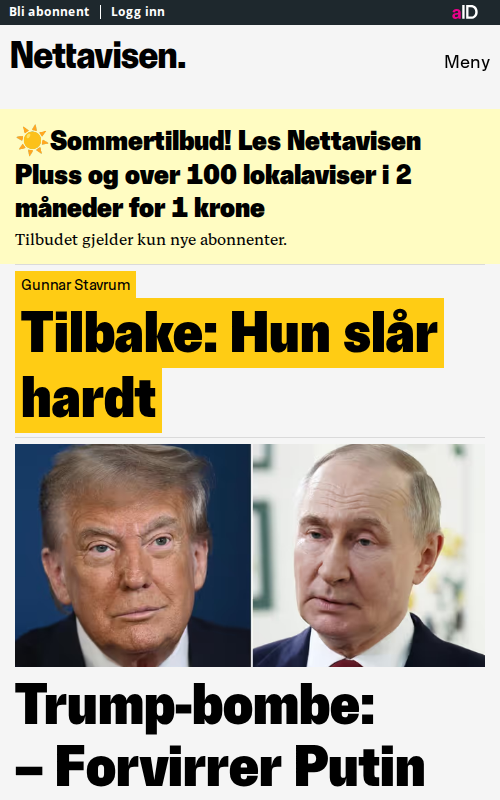 Bli abonnent | Logg inn
aID
Nettavisen.
Meny
☀️Sommertilbud! Les Nettavisen
Pluss og over 100 lokalaviser i 2
måneder for 1 krone
Tilbudet gjelder kun nye abonnenter.
Gunnar Stavrum
Tilbake: Hun slår
hardt
Trump-bombe:
– Forvirrer Putin